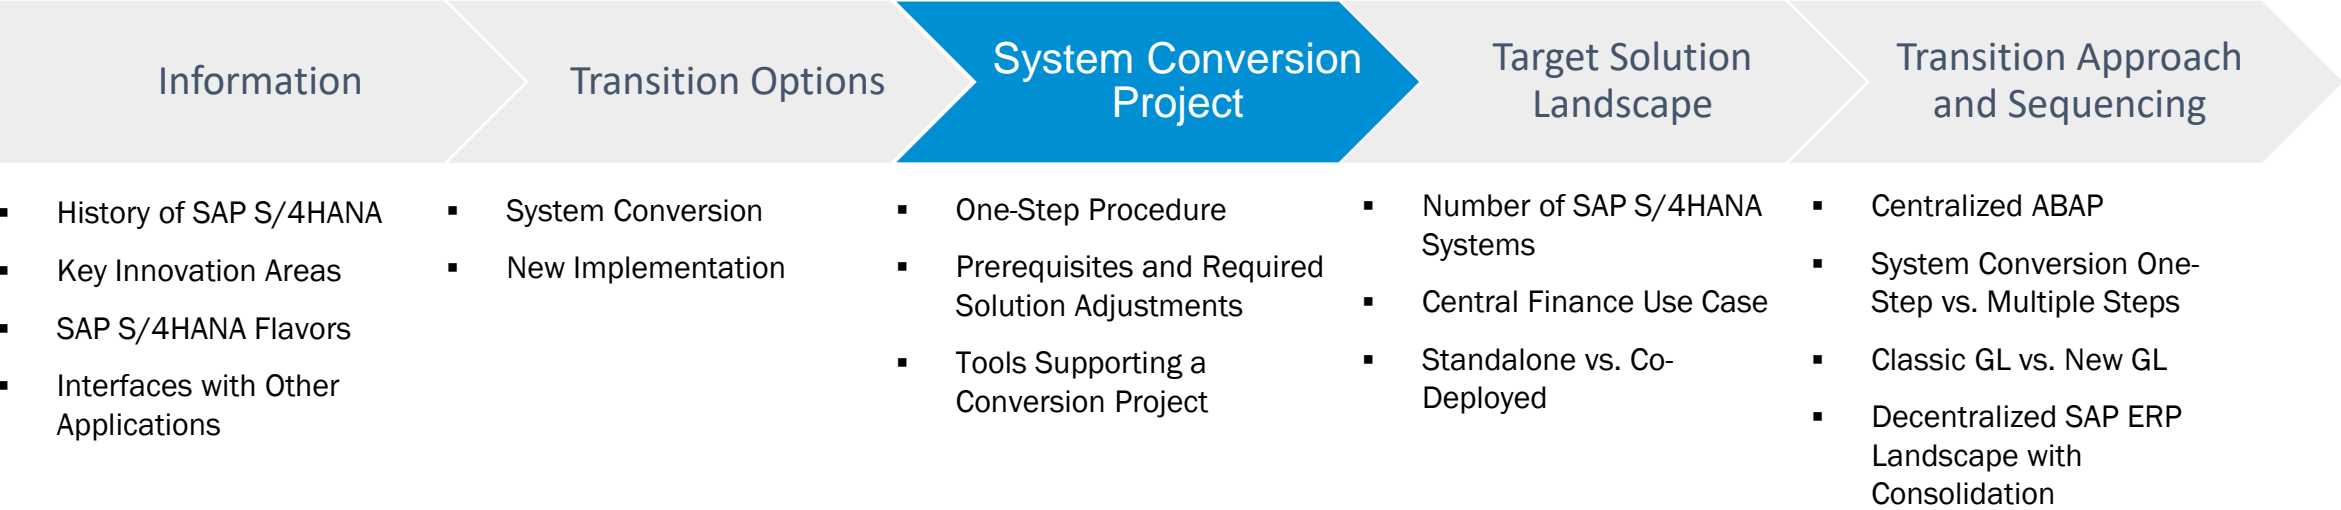 Information
Transition Options
System Conversion
Project
Target Solution
Landscape
Transition Approach
and Sequencing
▪ History of SAP S/4HANA
▪ Key Innovation Areas
▪ SAP S/4HANA Flavors
▪ Interfaces with Other
Applications
▪ System Conversion
▪ New Implementation
▪ One-Step Procedure
▪ Prerequisites and Required
Solution Adjustments
▪ Tools Supporting a
Conversion Project
▪ Number of SAP S/4HANA
Systems
▪ Central Finance Use Case
▪ Standalone vs. Co-
Deployed
▪ Centralized ABAP
▪ System Conversion One-
Step vs. Multiple Steps
▪ Classic GL vs. New GL
▪ Decentralized SAP ERP
Landscape with
Consolidation